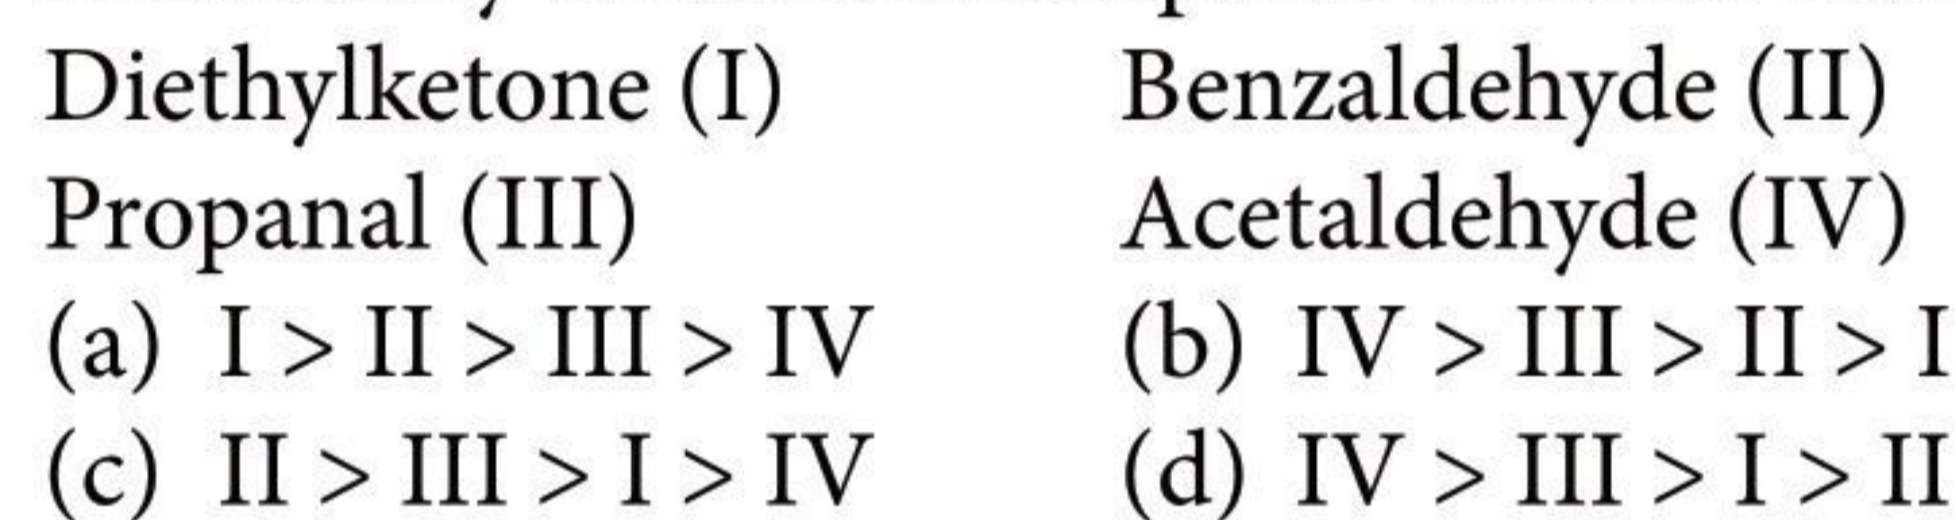 Diethylketone (I) Benzaldehyde (II)
Propanal (III) Acetaldehyde (IV)
(a) I > II > III > IV (b) IV > III > II > I
(c) II > III > I > IV (d) IV > III > I > II